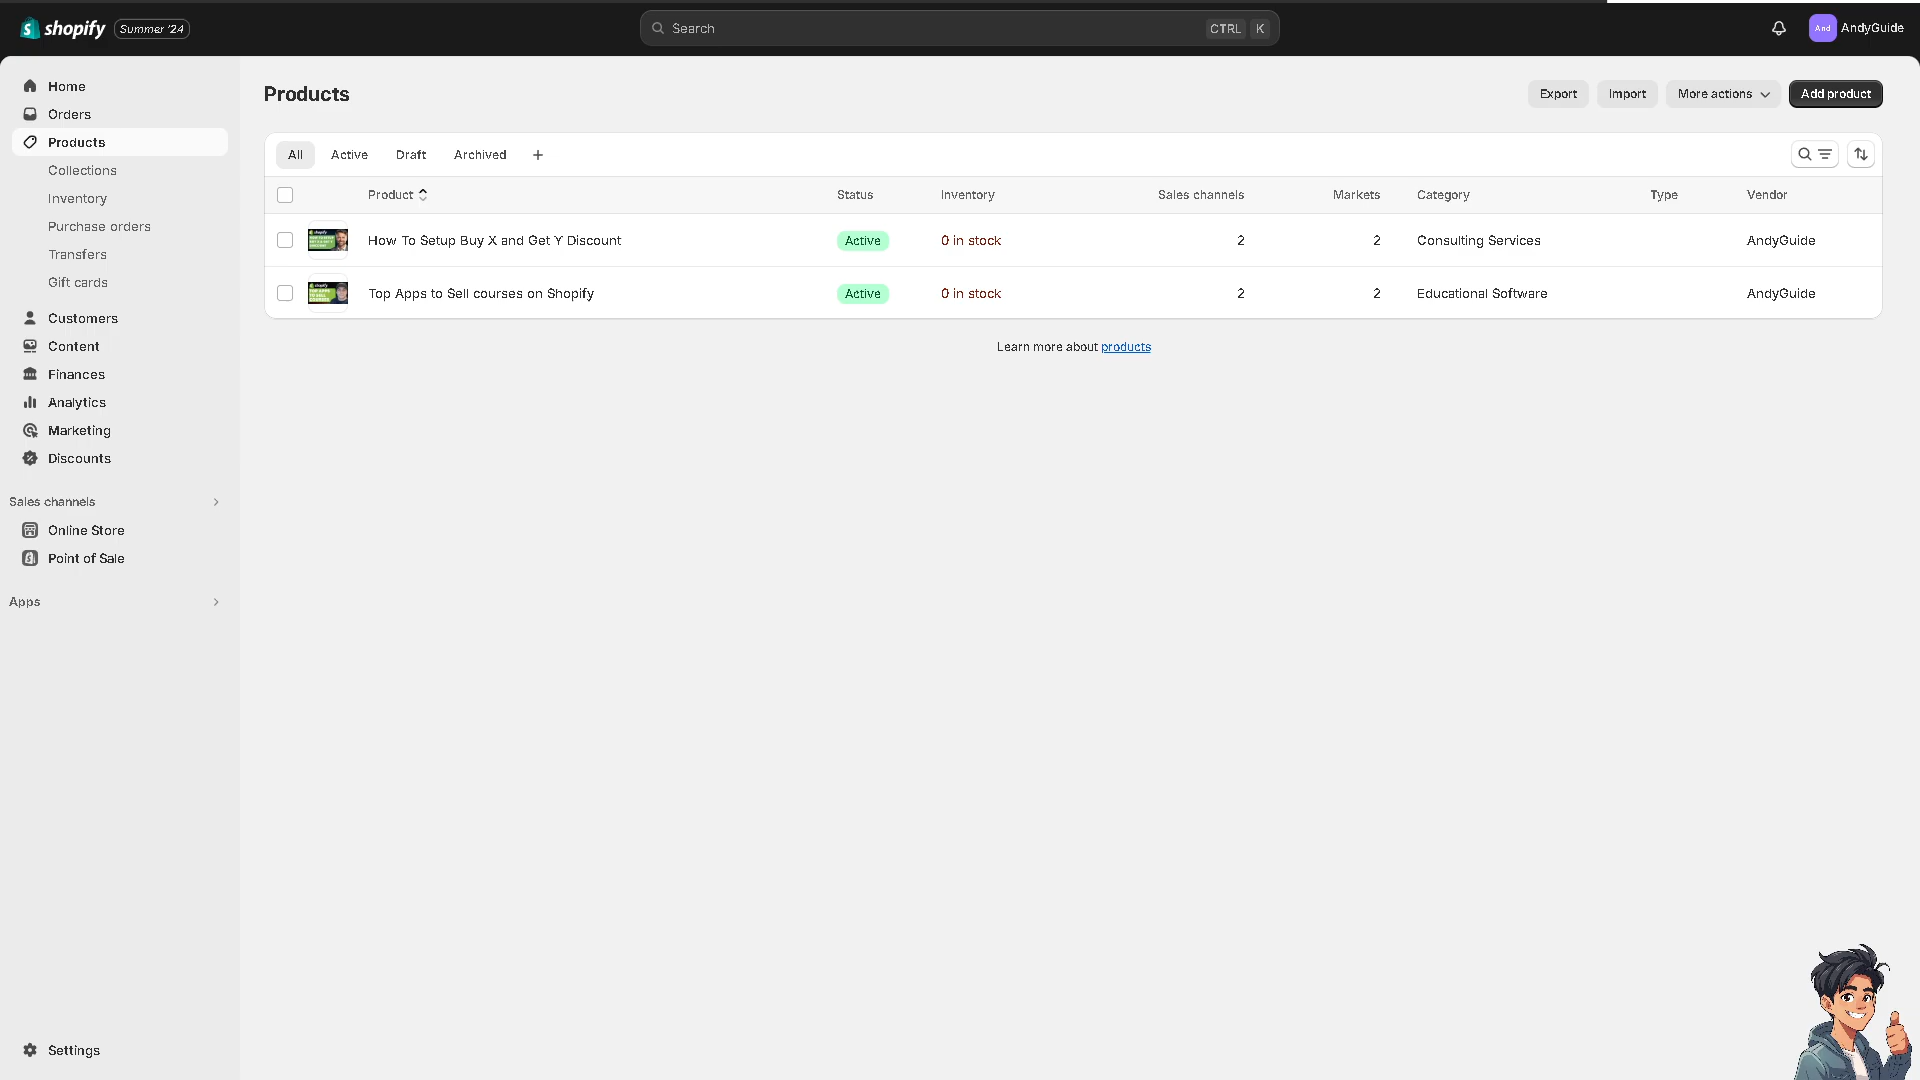 shopify Summer '24
Search CTRL K
And AndyGuide
Home
Orders
Products
Collections
Inventory
Purchase orders
Transfers
Gift cards
Customers
Content
Finances
Analytics
Marketing
Discounts
Sales channels
Online Store
Point of Sale
Apps
Settings
Products
Export Import More actions Add product
All Active Draft Archived +
Product Status Inventory Sales channels Markets Category Type Vendor
How To Setup Buy X and Get Y Discount Active 0 in stock 2 2 Consulting Services AndyGuide
Top Apps to Sell courses on Shopify Active 0 in stock 2 2 Educational Software AndyGuide
Learn more about products